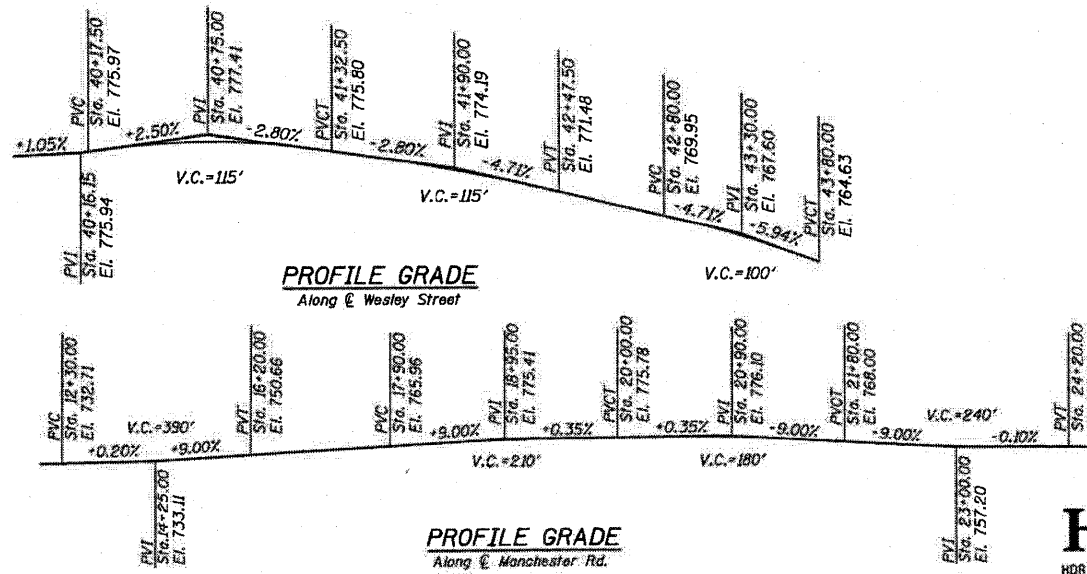 PVC
Sta. 40+17.50
El. 775.97
PVI
Sta. 40+75.00
El. 777.41
PVCT
Sta. 41+32.50
El. 775.80
PVI
Sta. 41+90.00
El. 774.19
PVT
Sta. 42+47.50
El. 771.48
PVC
Sta. 42+80.00
El. 769.95
PVI
Sta. 43+30.00
El. 767.60
PVCT
Sta. 43+80.00
El. 764.63
+1.05%
+2.50%
-2.80%
-2.80%
-4.71%
-4.71%
-5.94%
V.C.=115'
V.C.=115'
V.C.=100'
PVI
Sta. 40+16.15
El. 775.94
PROFILE GRADE
Along ℄ Wesley Street
PVC
Sta. 12+30.00
El. 732.71
PVT
Sta. 16+20.00
El. 750.66
PVC
Sta. 17+90.00
El. 765.96
PVI
Sta. 18+95.00
El. 775.41
PVCT
Sta. 20+00.00
El. 775.78
PVI
Sta. 20+90.00
El. 776.10
PVCT
Sta. 21+80.00
El. 768.00
PVT
Sta. 24+20.00
V.C.=390'
V.C.=240'
+0.20%
+9.00%
+9.00%
+0.35%
+0.35%
-9.00%
-9.00%
-0.10%
V.C.=210'
V.C.=180'
PVI
Sta. 14+25.00
El. 733.11
PVI
Sta. 23+00.00
El. 757.20
PROFILE GRADE
Along ℄ Manchester Rd.
H
HDR